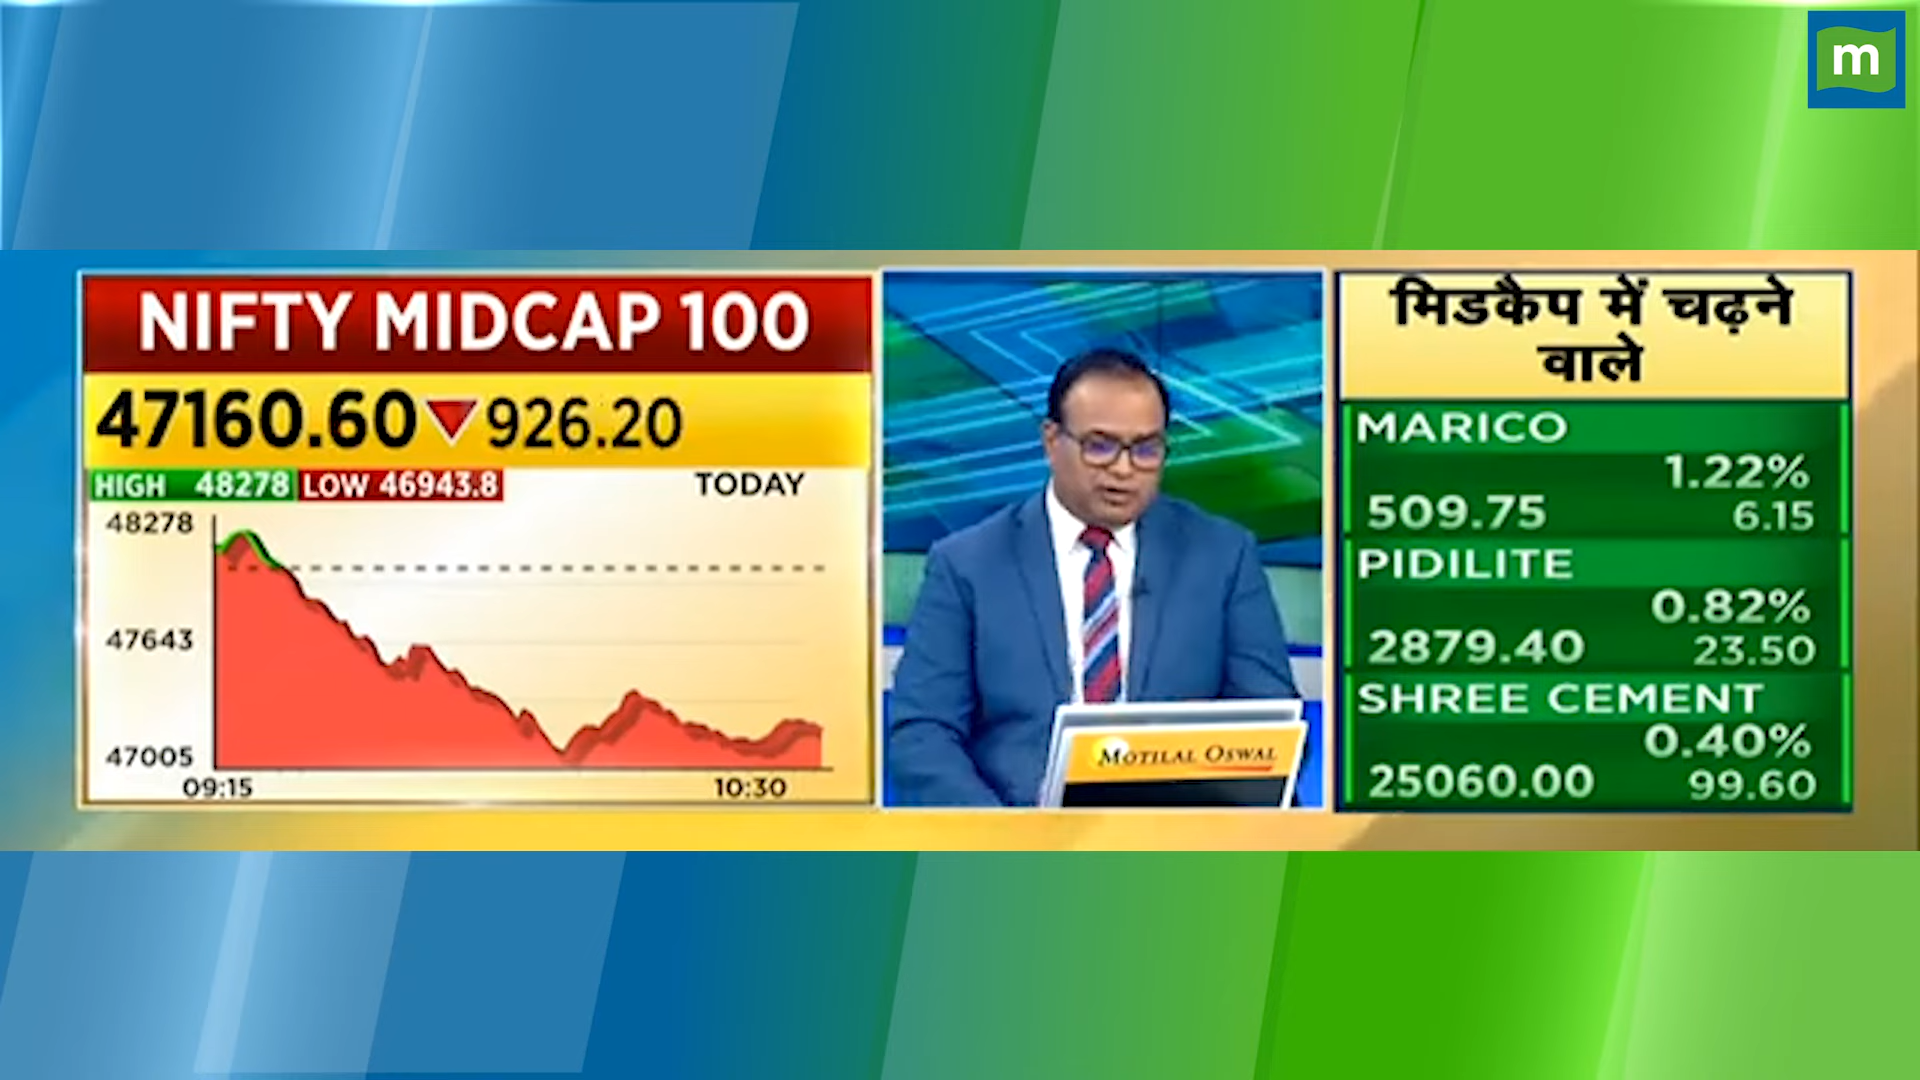 m
NIFTY MIDCAP 100
47160.60 ▼ 926.20
HIGH 48278 LOW 46943.8 TODAY
48278
47643
47005
09:15 10:30
MOTILAL OSWAL
मिडकैप में चढ़ने
वाले
MARICO
1.22%
509.75 6.15
PIDILITE
0.82%
2879.40 23.50
SHREE CEMENT
0.40%
25060.00 99.60